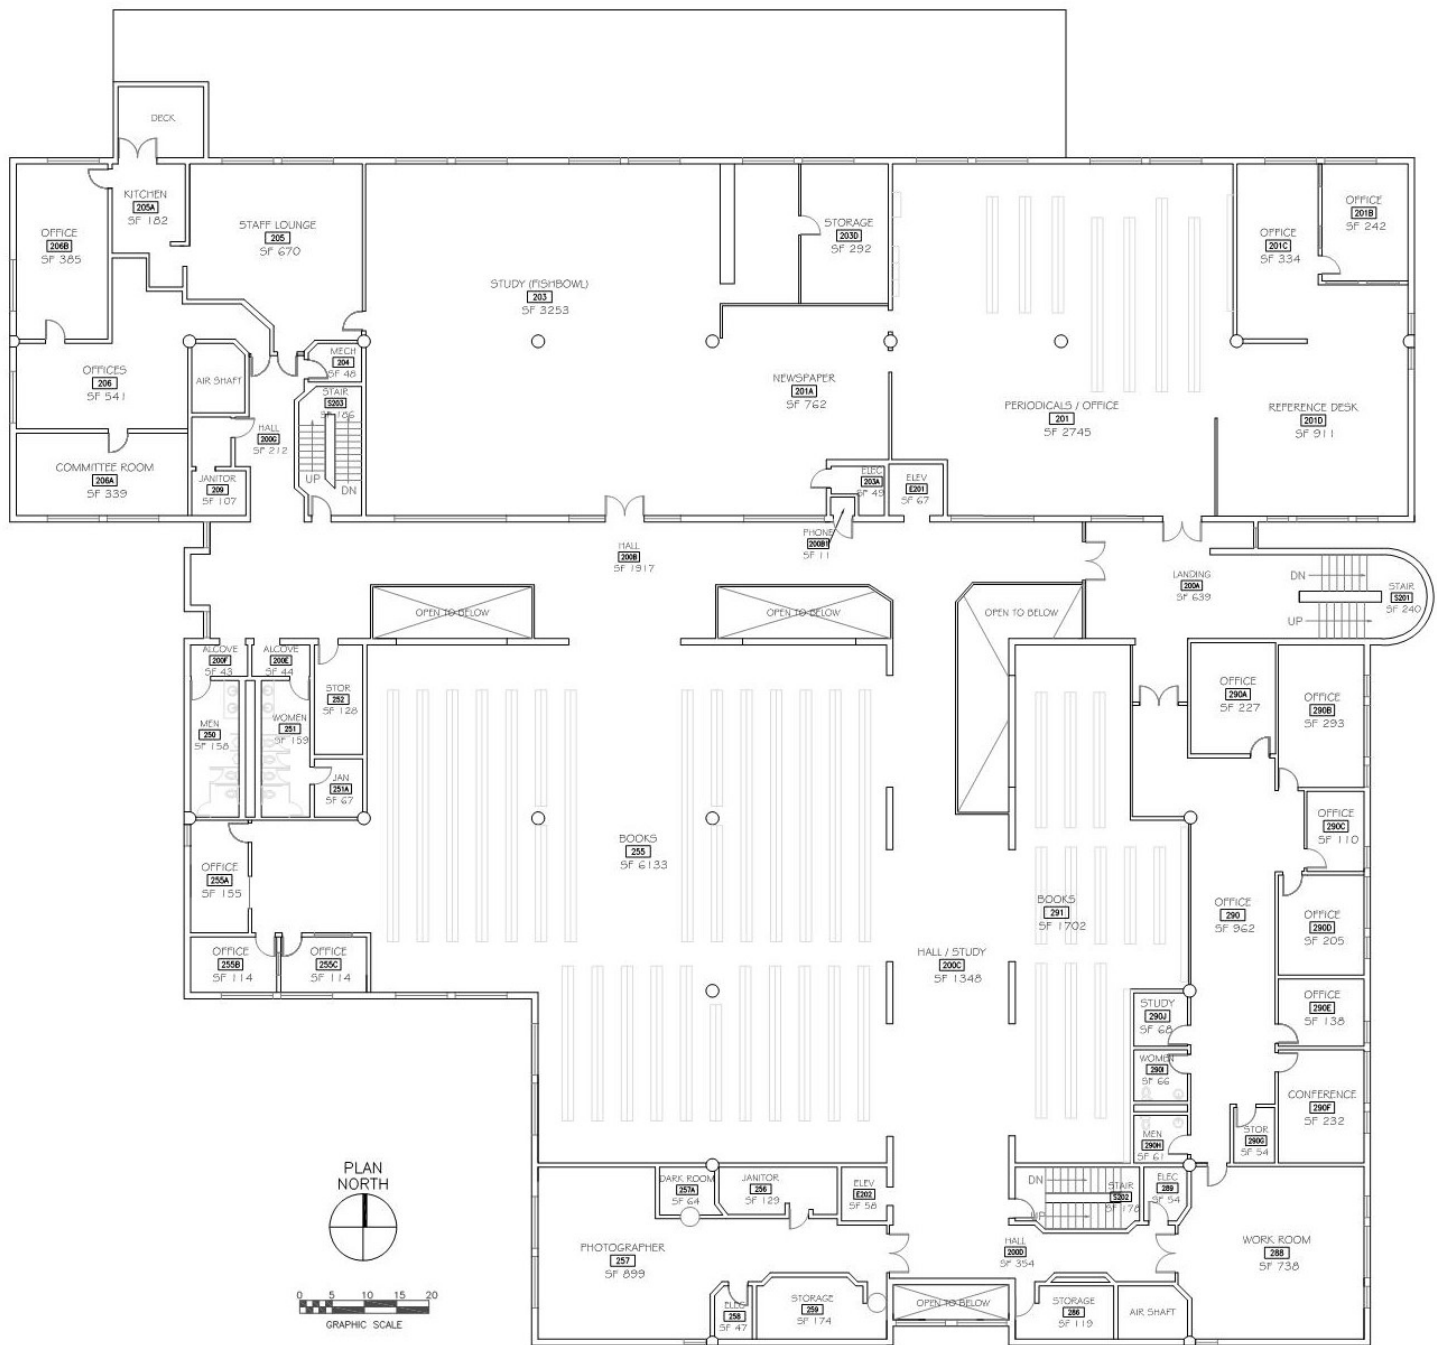 DECK
KITCHEN
205A
SF 182
OFFICE
206B
SF 385
STAFF LOUNGE
205
SF 670
STUDY (FISHBOWL)
203
SF 3253
STORAGE
203D
SF 292
OFFICE
201C
SF 334
OFFICE
201B
SF 242
OFFICES
206
SF 541
AIR SHAFT
MECH
204
SF 48
STAIR
S203
SF 186
UP
DN
HALL
200G
SF 212
NEWSPAPER
201A
SF 762
PERIODICALS / OFFICE
201
SF 2745
REFERENCE DESK
201D
SF 911
COMMITTEE ROOM
206A
SF 339
JANITOR
209
SF 107
ELEC
203A
SF 49
ELEV
E201
SF 67
PHONE
200B1
SF 11
HALL
200B
SF 1917
LANDING
200A
SF 639
DN
UP
STAIR
S201
SF 240
OPEN TO BELOW
OPEN TO BELOW
OPEN TO BELOW
ALCOVE
200F
SF 43
ALCOVE
200E
SF 44
STOR
252
SF 128
MEN
250
SF 158
WOMEN
251
SF 159
JAN
251A
SF 67
OFFICE
290A
SF 227
OFFICE
290B
SF 293
OFFICE
290C
SF 110
BOOKS
255
SF 6133
OFFICE
255A
SF 155
OFFICE
255B
SF 114
OFFICE
255C
SF 114
BOOKS
291
SF 1702
OFFICE
290
SF 962
OFFICE
290D
SF 205
HALL / STUDY
200C
SF 1348
STUDY
290J
SF 68
OFFICE
290E
SF 138
WOMEN
290I
SF 66
CONFERENCE
290F
SF 232
MEN
290H
SF 61
STOR
290G
SF 54
PLAN
NORTH
DARK ROOM
257A
SF 64
JANITOR
256
SF 129
ELEV
E202
SF 58
DN
UP
STAIR
S202
SF 178
ELEC
289
SF 54
PHOTOGRAPHER
257
SF 899
HALL
200D
SF 354
WORK ROOM
288
SF 738
ELEC
258
SF 47
STORAGE
259
SF 174
OPEN TO BELOW
STORAGE
286
SF 119
AIR SHAFT
0 5 10 15 20
GRAPHIC SCALE